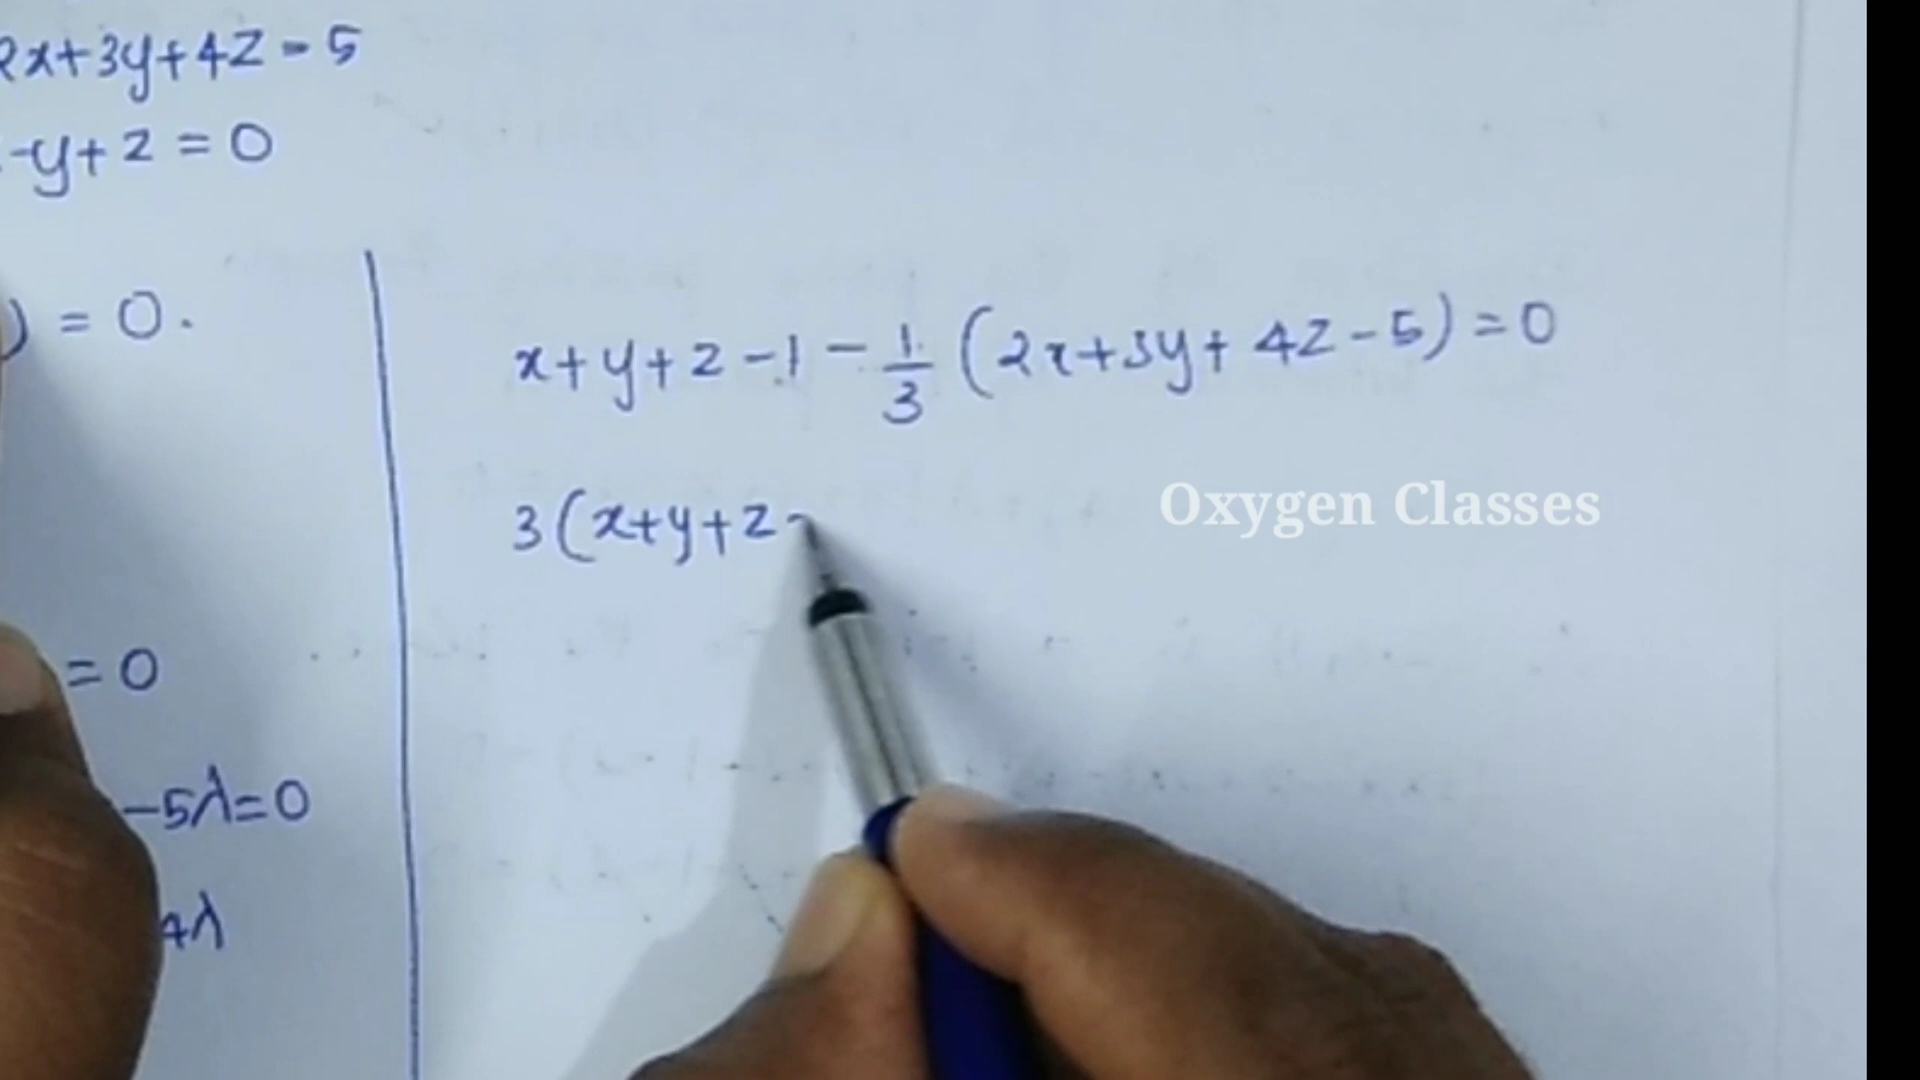 2x+3y+4z-5
-y+z=0
) = 0.
= 0
-5λ=0
4λ
x+y+z-1-1/3(2x+3y+4z-5)=0
3(x+y+z-
Oxygen Classes